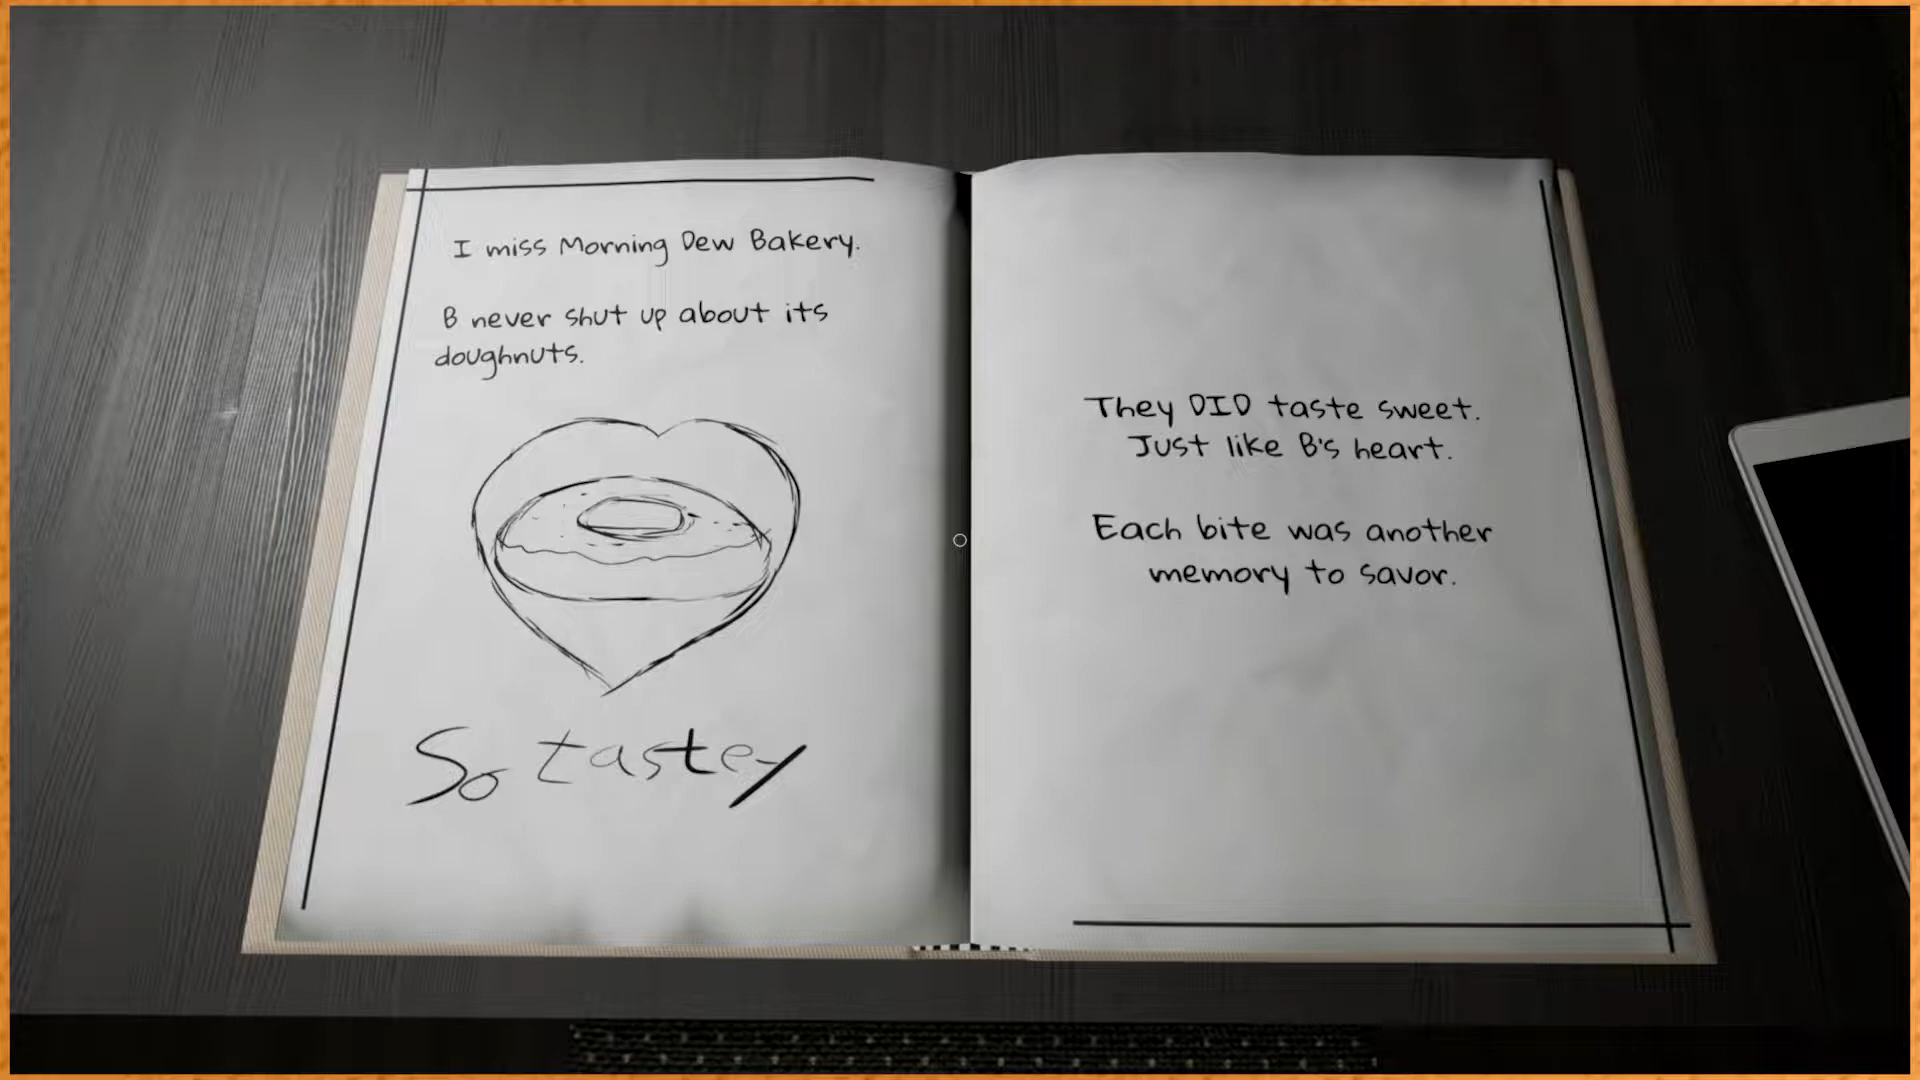 I miss Morning Dew Bakery.
B never shut up about its
doughnuts.
So tastey
They DID taste sweet.
Just like B's heart.
Each bite was another
memory to savor.